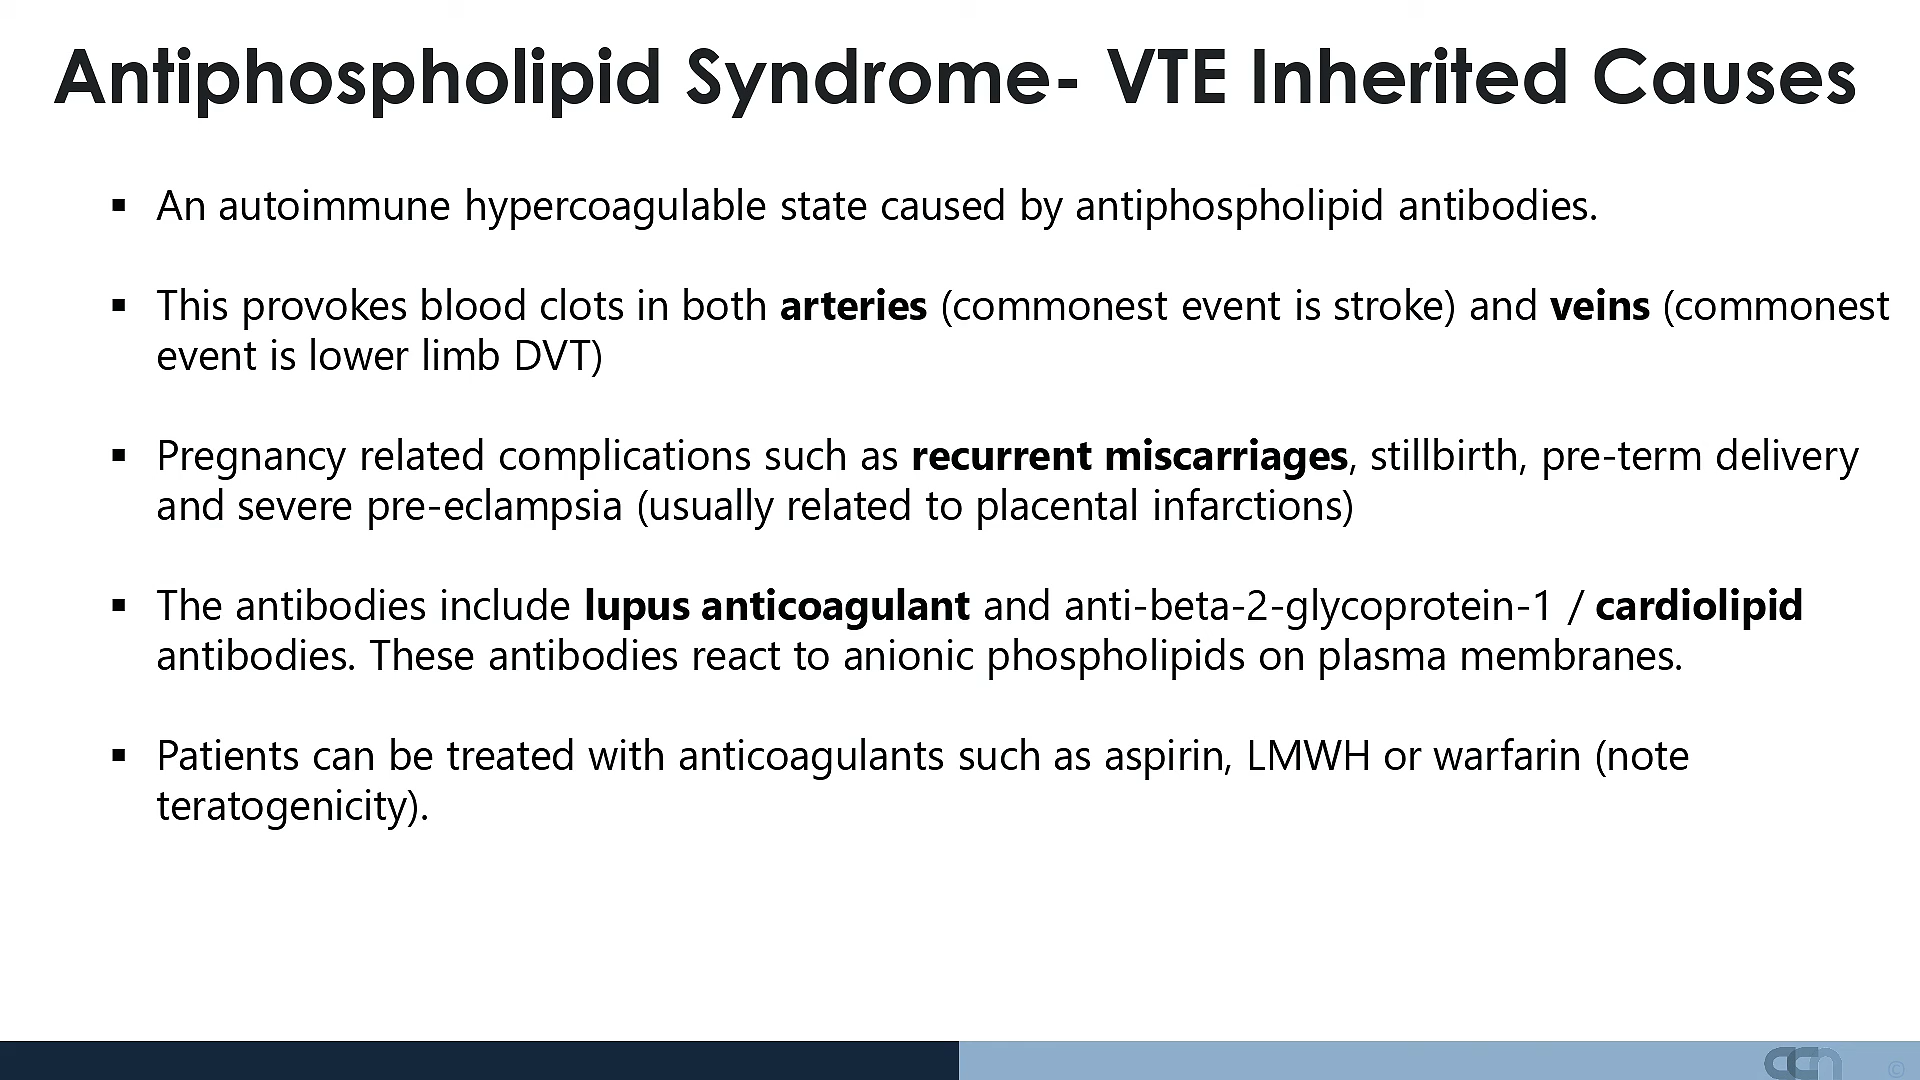 Antiphospholipid Syndrome- VTE Inherited Causes
▪ An autoimmune hypercoagulable state caused by antiphospholipid antibodies.
▪ This provokes blood clots in both arteries (commonest event is stroke) and veins (commonest
event is lower limb DVT)
▪ Pregnancy related complications such as recurrent miscarriages, stillbirth, pre-term delivery
and severe pre-eclampsia (usually related to placental infarctions)
▪ The antibodies include lupus anticoagulant and anti-beta-2-glycoprotein-1 / cardiolipid
antibodies. These antibodies react to anionic phospholipids on plasma membranes.
▪ Patients can be treated with anticoagulants such as aspirin, LMWH or warfarin (note
teratogenicity).
©